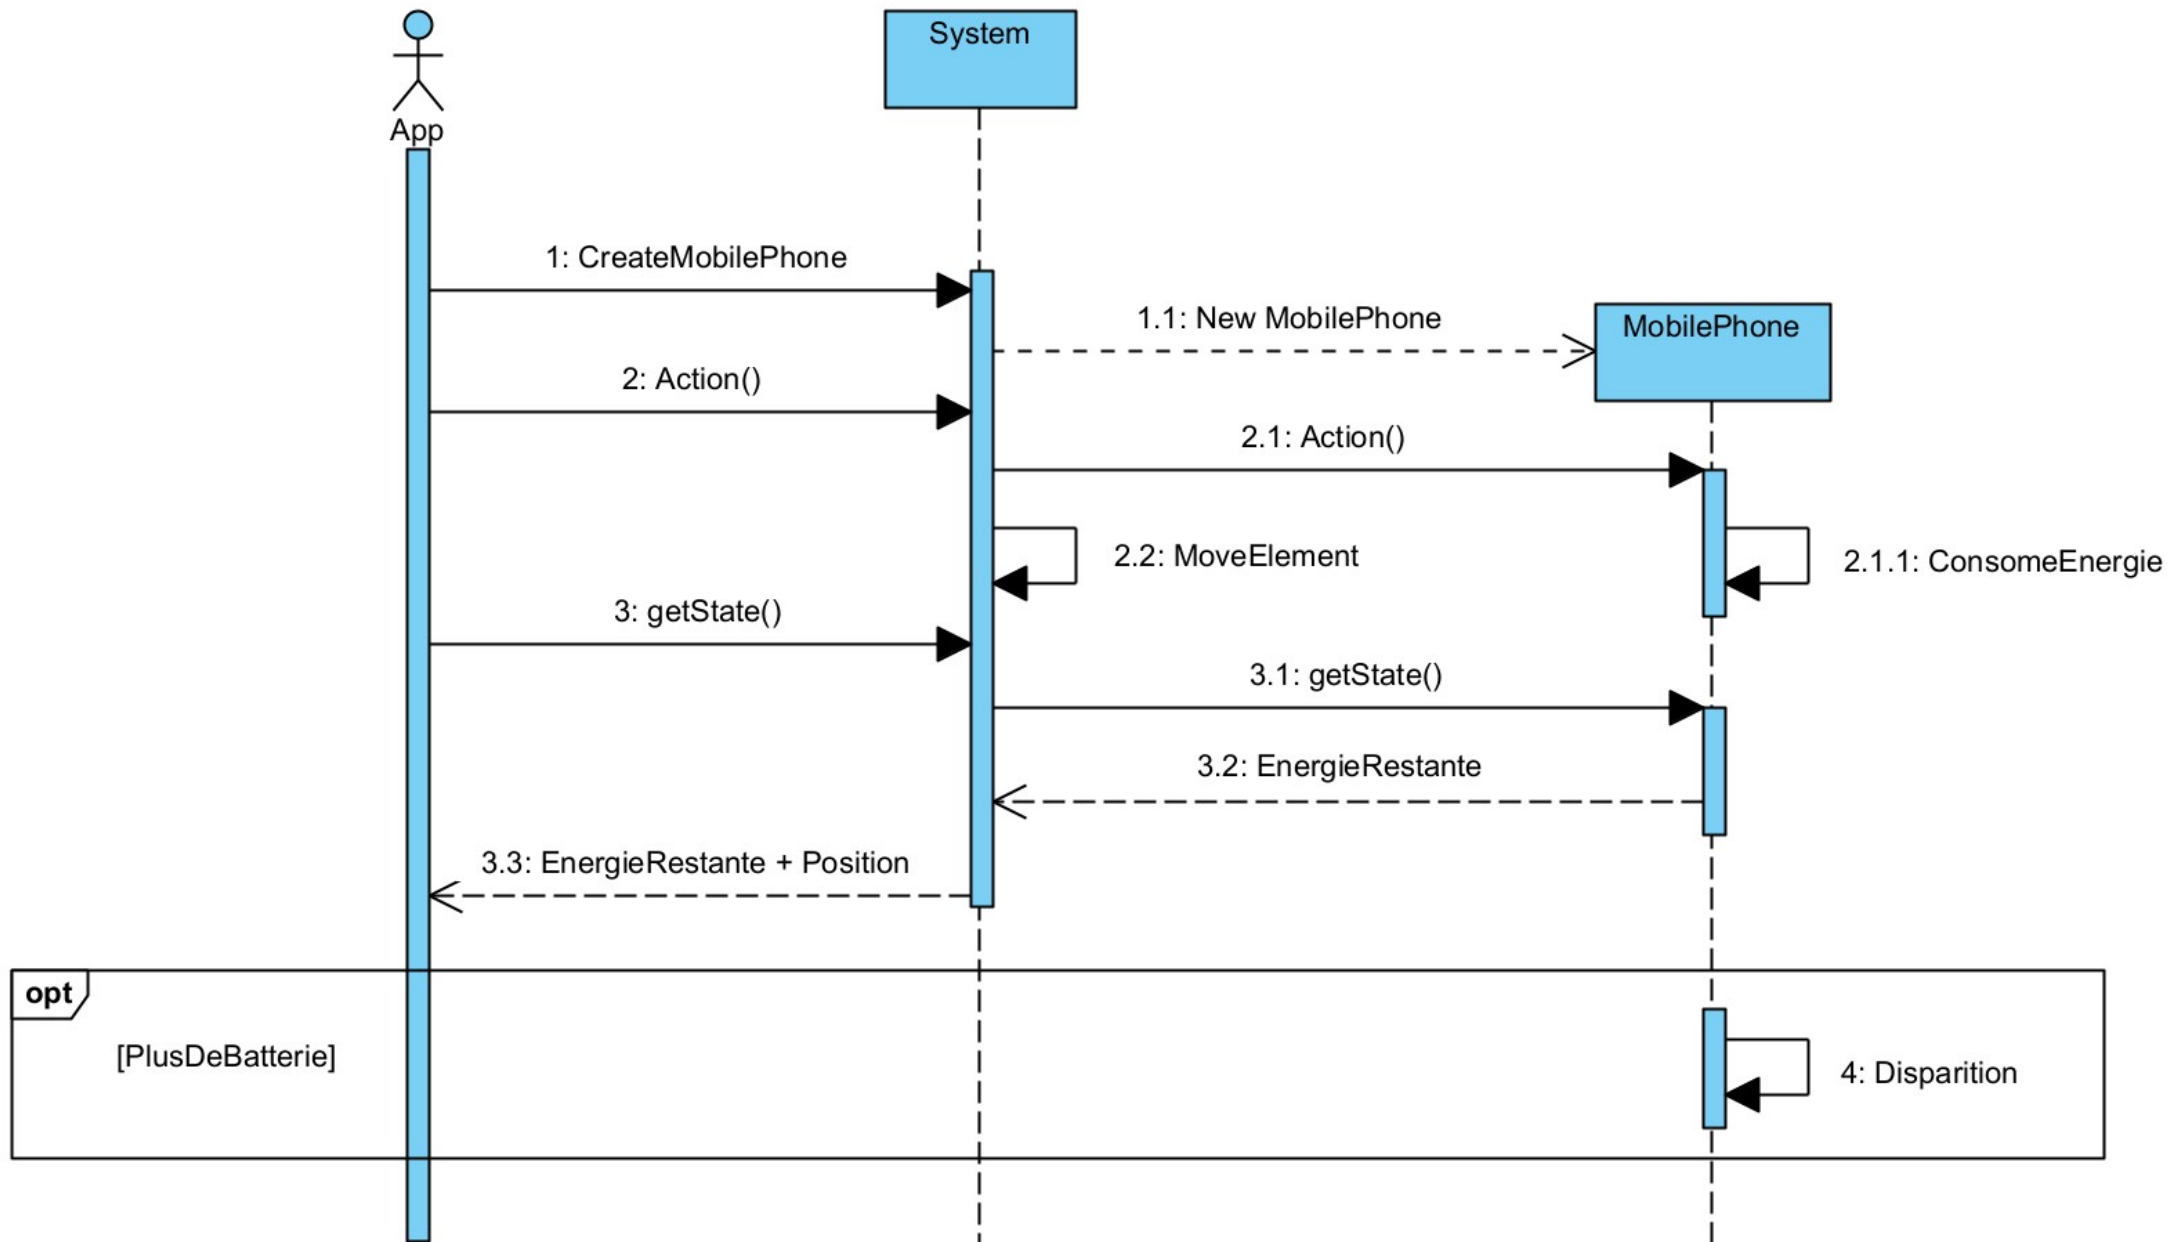 System
App
1: CreateMobilePhone
1.1: New MobilePhone
MobilePhone
2: Action()
2.1: Action()
2.2: MoveElement
2.1.1: ConsomeEnergie
3: getState()
3.1: getState()
3.2: EnergieRestante
3.3: EnergieRestante + Position
opt
[PlusDeBatterie]
4: Disparition